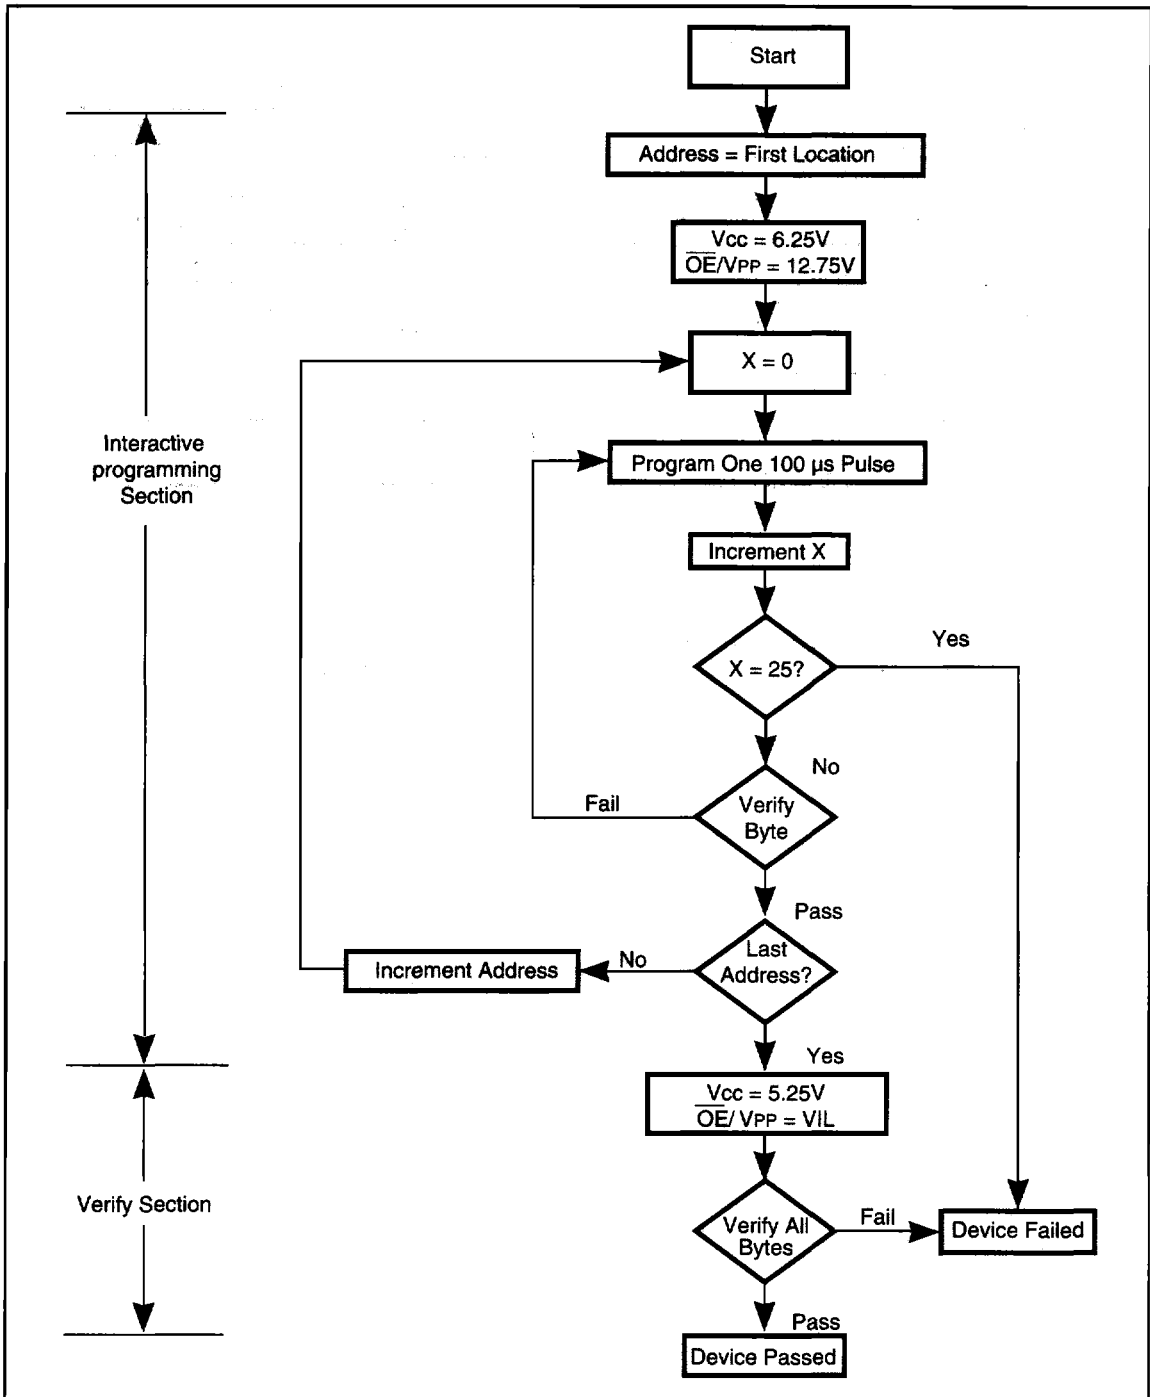 Start
Address = First Location
Vcc = 6.25V
O̅E̅/VPP = 12.75V
X = 0
Interactive
programming
Section
Program One 100 µs Pulse
Increment X
X = 25?
Yes
No
Verify
Byte
Fail
Pass
Last
Address?
No
Increment Address
Yes
Vcc = 5.25V
O̅E̅/ VPP = VIL
Verify Section
Verify All
Bytes
Fail
Device Failed
Pass
Device Passed